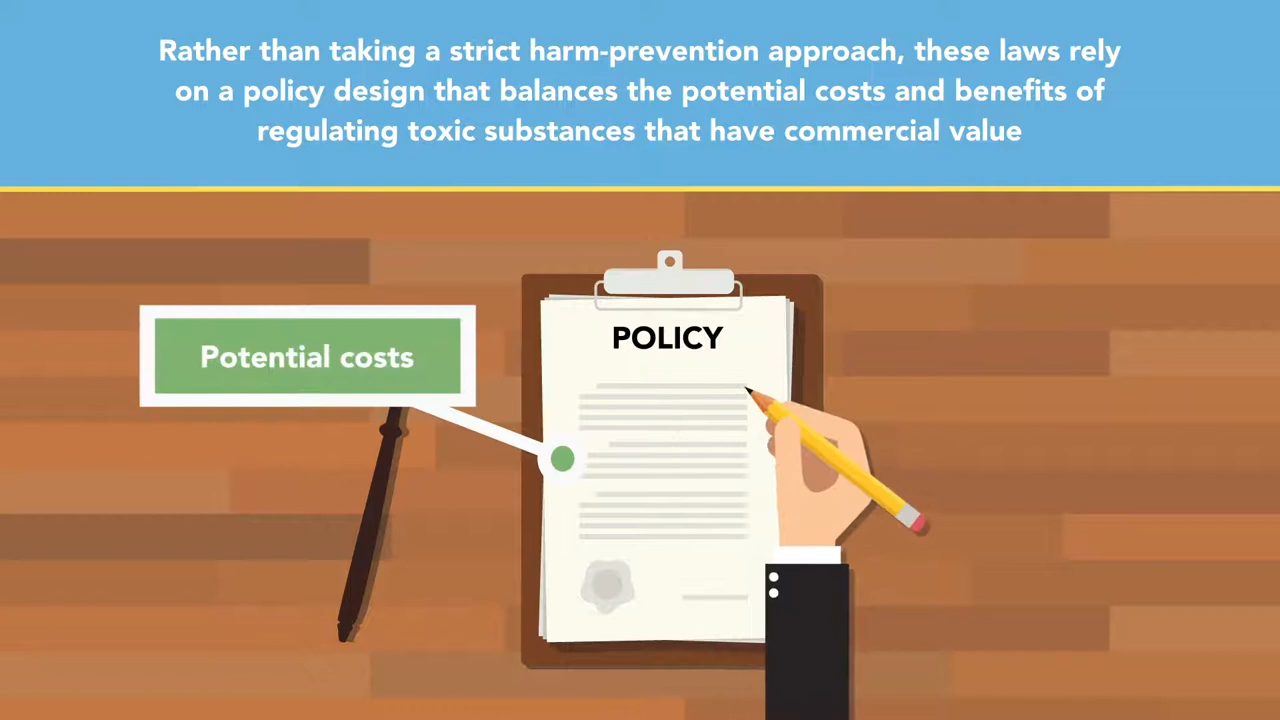 Rather than taking a strict harm-prevention approach, these laws rely
on a policy design that balances the potential costs and benefits of
regulating toxic substances that have commercial value
POLICY
Potential costs